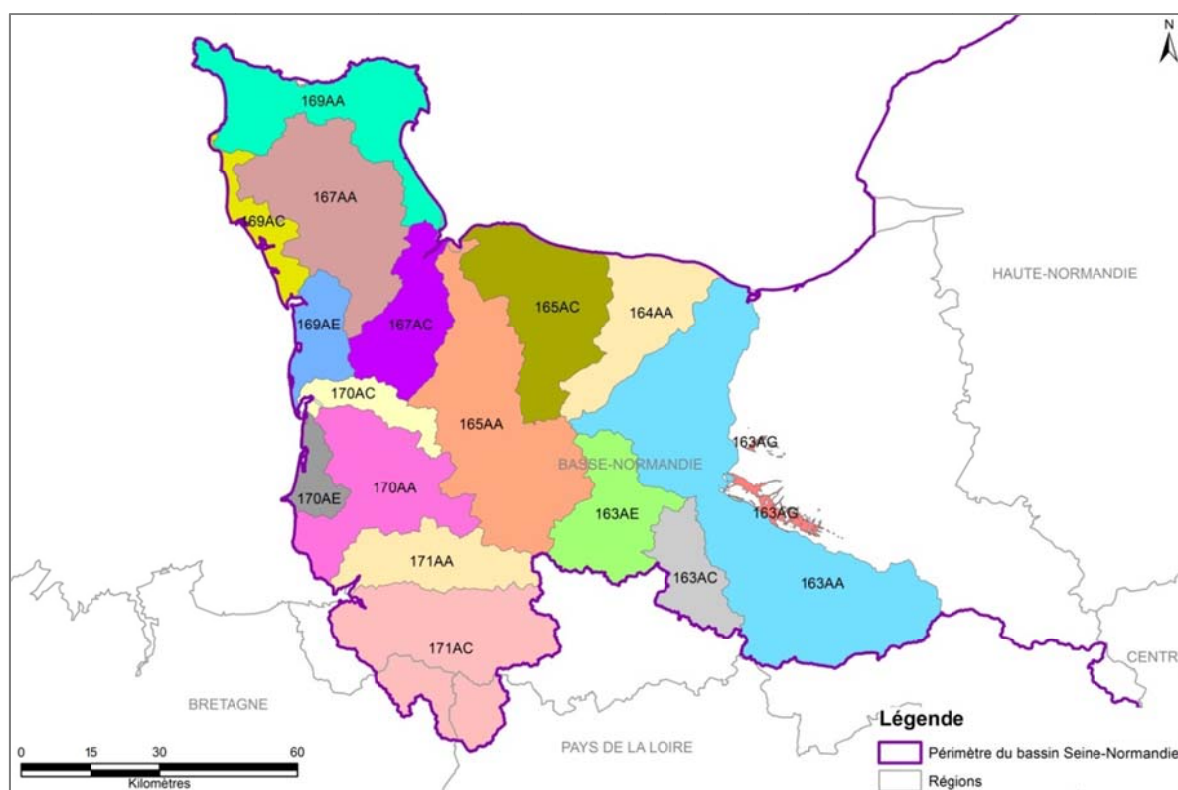 N
169AA
167AA
169AC
HAUTE-NORMANDIE
165AC
164AA
169AE
167AC
170AC
165AA
163AG
BASSE-NORMANDIE
170AA
170AE
163AE
163AG
171AA
163AC
163AA
171AC
CENTR
BRETAGNE
Légende
PAYS DE LA LOIRE
Périmètre du bassin Seine-Normandie
Régions
0 15 30 60
Kilomètres